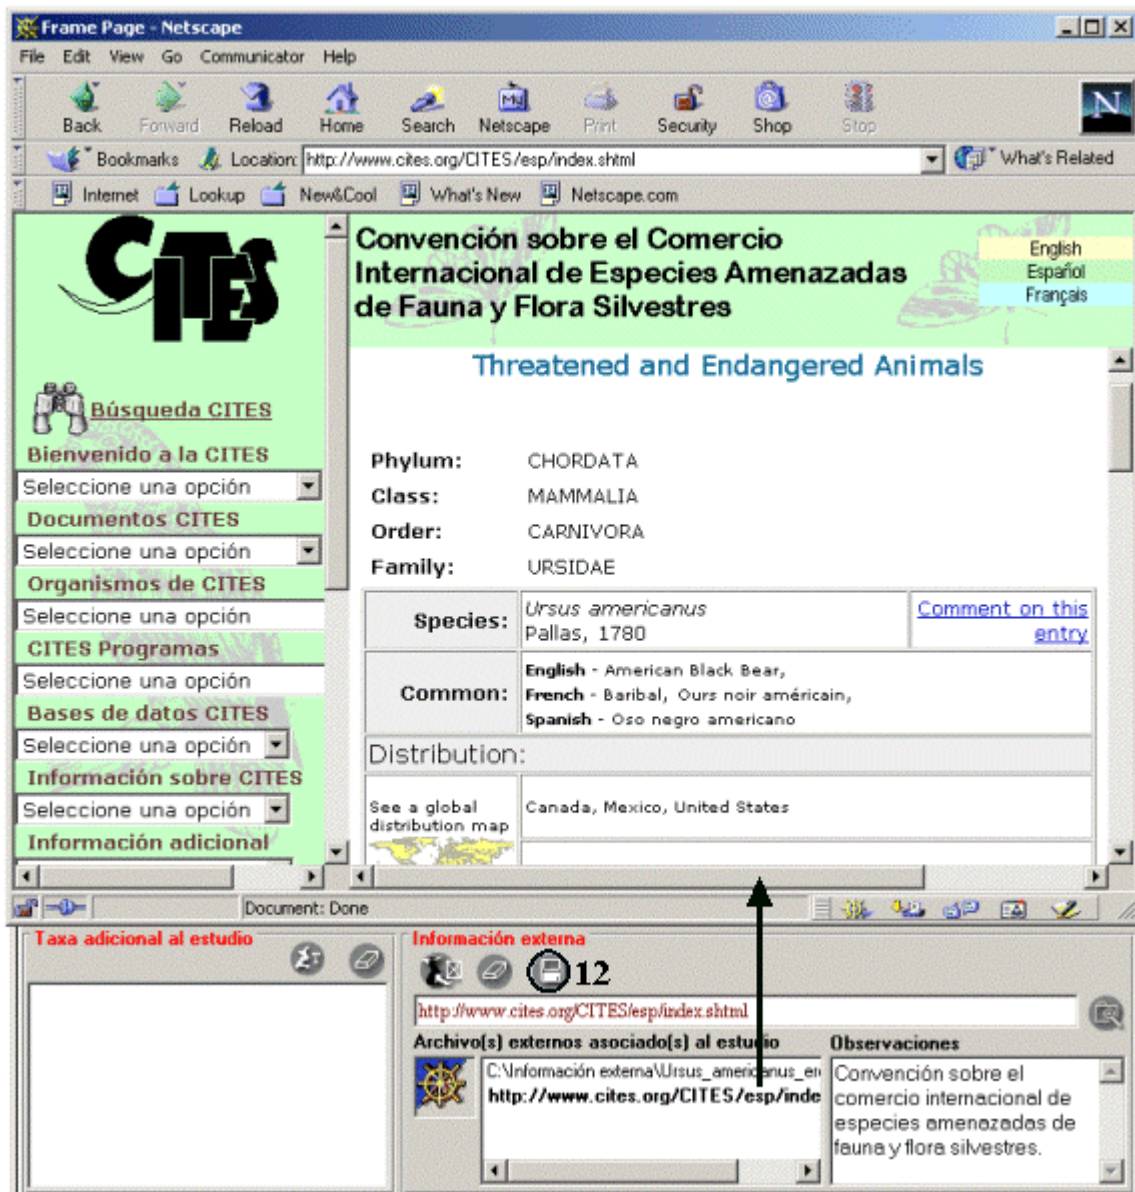 Frame Page - Netscape
File Edit View Go Communicator Help
Back Forward Reload Home Search Netscape Print Security Shop Stop
N
Bookmarks Location: http://www.cites.org/CITES/esp/index.shtml What's Related
Internet Lookup New&Cool What's New Netscape.com
CITES
Convención sobre el Comercio
Internacional de Especies Amenazadas
de Fauna y Flora Silvestres
English
Español
Français
Búsqueda CITES
Bienvenido a la CITES
Seleccione una opción
Documentos CITES
Seleccione una opción
Organismos de CITES
Seleccione una opción
CITES Programas
Seleccione una opción
Bases de datos CITES
Seleccione una opción
Información sobre CITES
Seleccione una opción
Información adicional
Threatened and Endangered Animals
Phylum: CHORDATA
Class: MAMMALIA
Order: CARNIVORA
Family: URSIDAE
Species: Ursus americanus
Pallas, 1780
Comment on this
entry
Common: English - American Black Bear,
French - Baribal, Ours noir américain,
Spanish - Oso negro americano
Distribution:
See a global
distribution map
Canada, Mexico, United States
Document: Done
Taxa adicional al estudio
Información externa
12
http://www.cites.org/CITES/esp/index.shtml
Archivo(s) externos asociado(s) al estudio
C:\Información externa\Ursus_americanus_
http://www.cites.org/CITES/esp/inde
Observaciones
Convención sobre el
comercio internacional de
especies amenazadas de
fauna y flora silvestres.